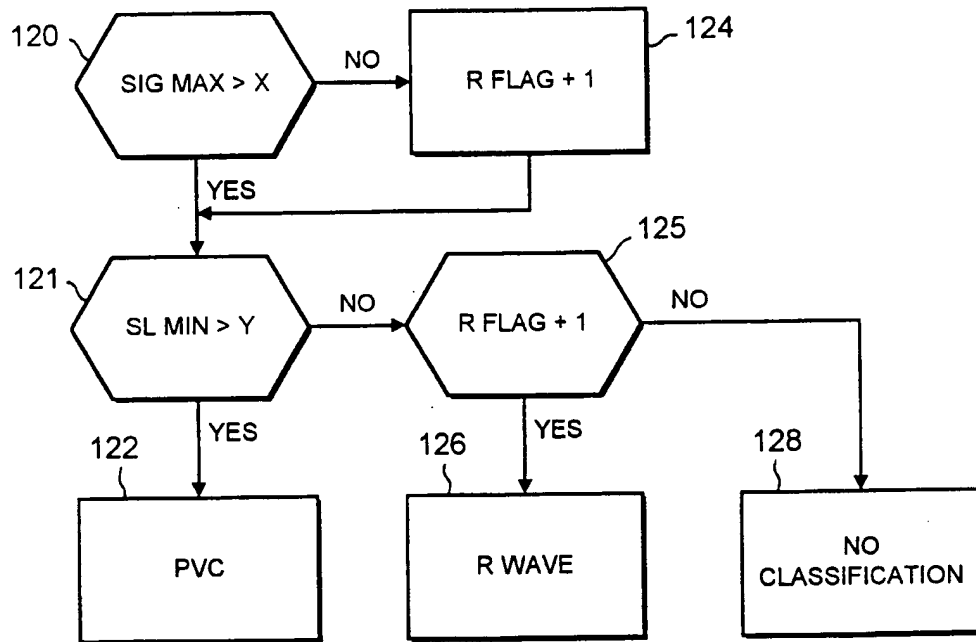 120
SIG MAX > X
NO
124
R FLAG + 1
YES
121
SL MIN > Y
NO
125
R FLAG + 1
NO
YES
YES
122
PVC
126
R WAVE
128
NO
CLASSIFICATION